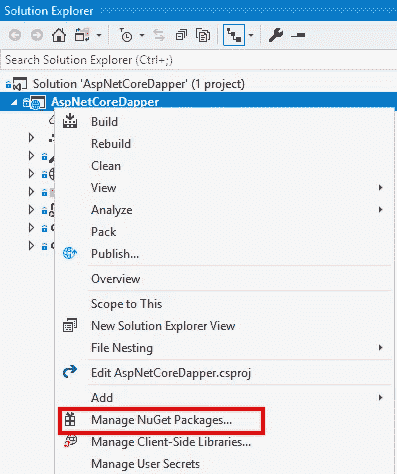 Solution Explorer
Search Solution Explorer (Ctrl+;)
Solution 'AspNetCoreDapper' (1 project)
AspNetCoreDapper
Build
Rebuild
Clean
View
Analyze
Pack
Publish...
Overview
Scope to This
New Solution Explorer View
File Nesting
Edit AspNetCoreDapper.csproj
Add
Manage NuGet Packages...
Manage Client-Side Libraries...
Manage User Secrets